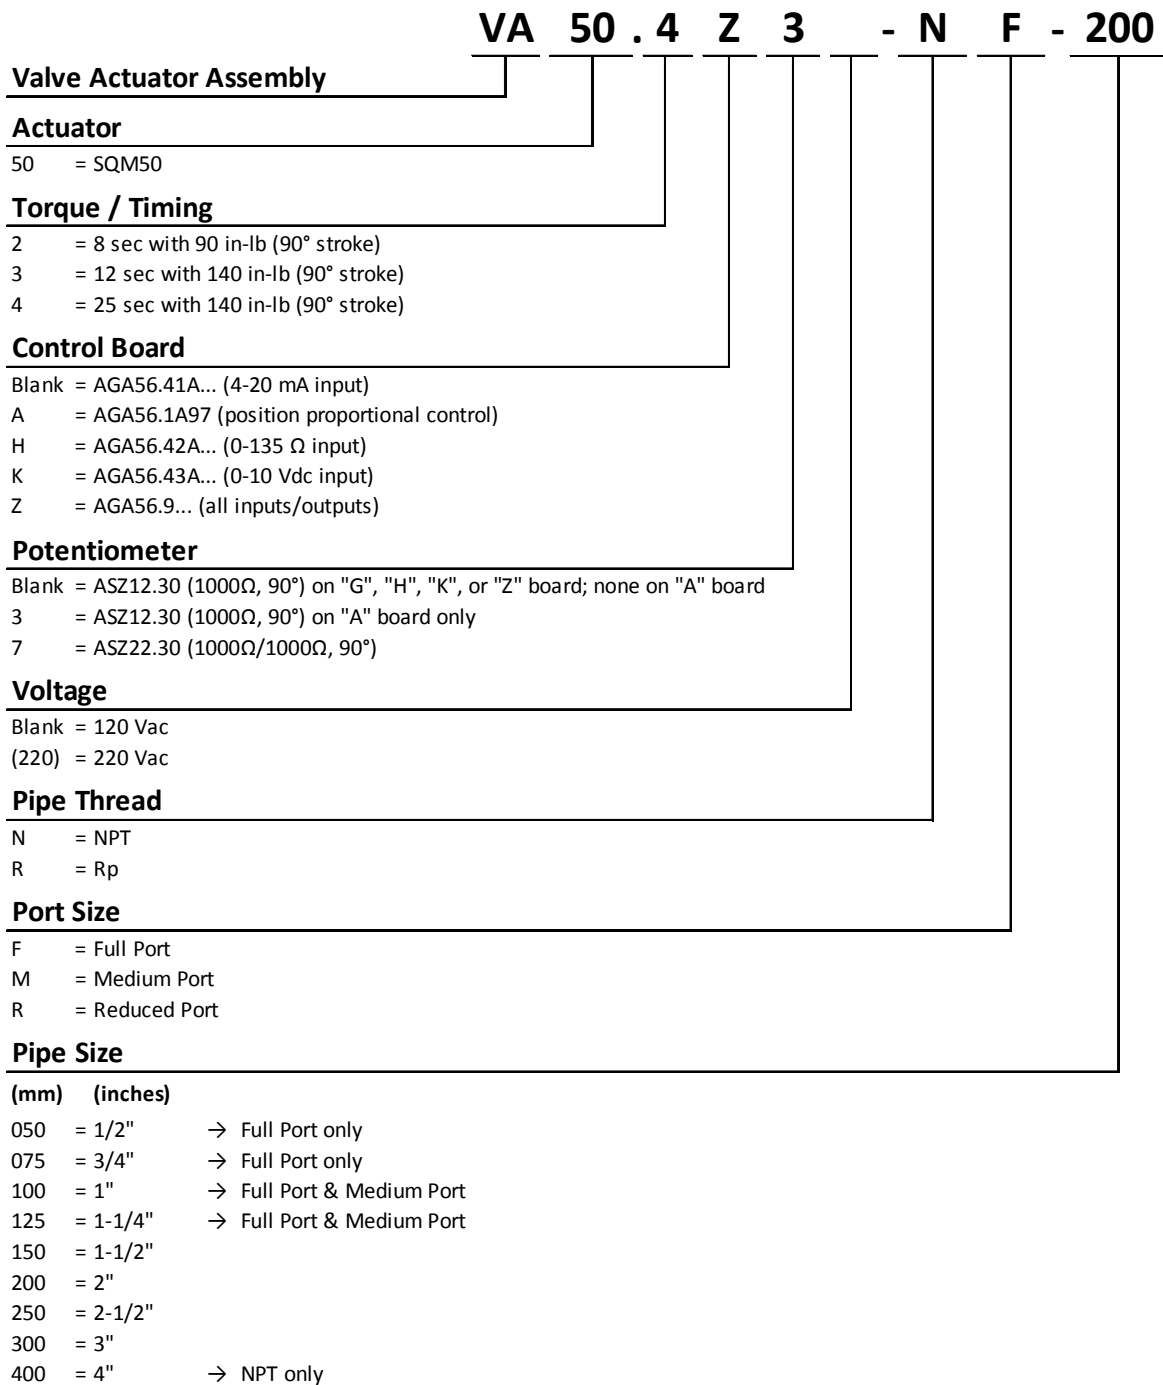 VA 50 . 4 Z 3 - N F - 200
Valve Actuator Assembly
Actuator
50 = SQM50
Torque / Timing
2 = 8 sec with 90 in-lb (90° stroke)
3 = 12 sec with 140 in-lb (90° stroke)
4 = 25 sec with 140 in-lb (90° stroke)
Control Board
Blank = AGA56.41A... (4-20 mA input)
A = AGA56.1A97 (position proportional control)
H = AGA56.42A... (0-135 Ω input)
K = AGA56.43A... (0-10 Vdc input)
Z = AGA56.9... (all inputs/outputs)
Potentiometer
Blank = ASZ12.30 (1000Ω, 90°) on "G", "H", "K", or "Z" board; none on "A" board
3 = ASZ12.30 (1000Ω, 90°) on "A" board only
7 = ASZ22.30 (1000Ω/1000Ω, 90°)
Voltage
Blank = 120 Vac
(220) = 220 Vac
Pipe Thread
N = NPT
R = Rp
Port Size
F = Full Port
M = Medium Port
R = Reduced Port
Pipe Size
(mm) (inches)
050 = 1/2" → Full Port only
075 = 3/4" → Full Port only
100 = 1" → Full Port & Medium Port
125 = 1-1/4" → Full Port & Medium Port
150 = 1-1/2"
200 = 2"
250 = 2-1/2"
300 = 3"
400 = 4" → NPT only